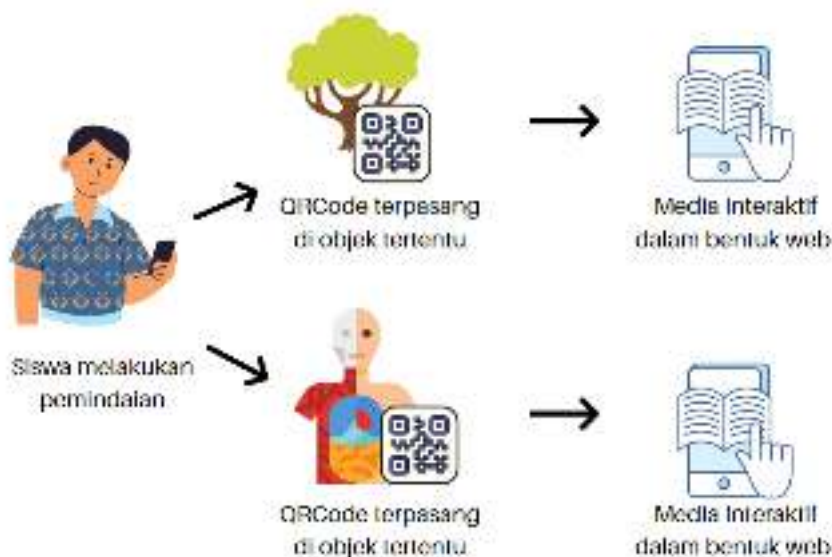 QRCode terpasang
di objek tertentu
Media Interaktif
dalam bentuk web
Siswa melakukan
pemindaian
QRCode terpasang
di objek tertentu
Media Interaktif
dalam bentuk web